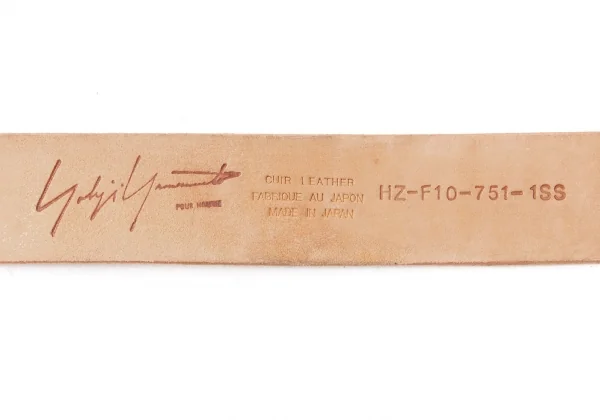 Yohji Yamamoto
POUR HOMME
CUIR LEATHER
FABRIQUE AU JAPON
MADE IN JAPAN
HZ-F10-751-1SS